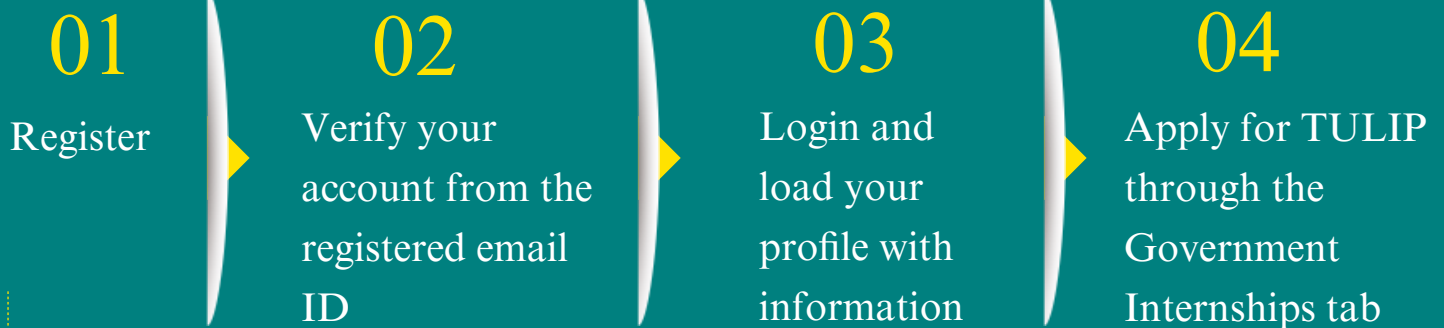 01
Register
02
Verify your
account from the
registered email
ID
03
Login and
load your
profile with
information
04
Apply for TULIP
through the
Government
Internships tab